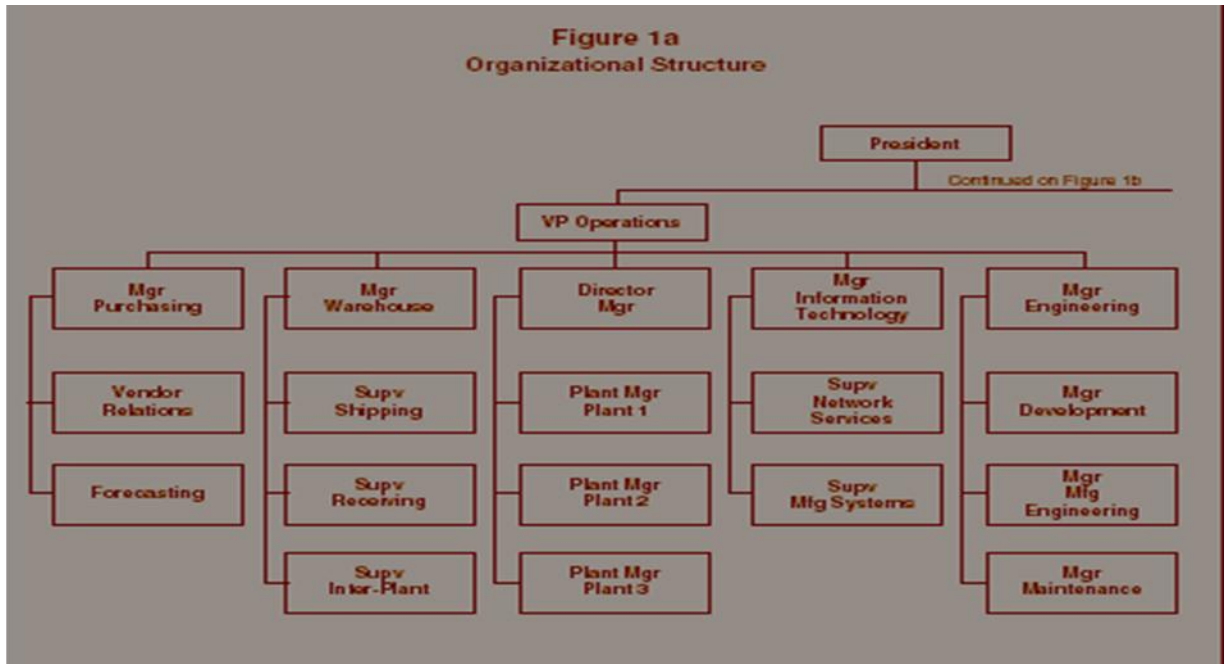 Figure 1a
Organizational Structure
President
Continued on Figure 1b
VP Operations
Mgr
Purchasing
Mgr
Warehouse
Director
Mgr
Mgr
Information
Technology
Mgr
Engineering
Vendor
Relations
Supv
Shipping
Plant Mgr
Plant 1
Supv
Network
Services
Mgr
Development
Forecasting
Supv
Receiving
Plant Mgr
Plant 2
Supv
Mfg Systems
Mgr
Mfg
Engineering
Supv
Inter-Plant
Plant Mgr
Plant 3
Mgr
Maintenance